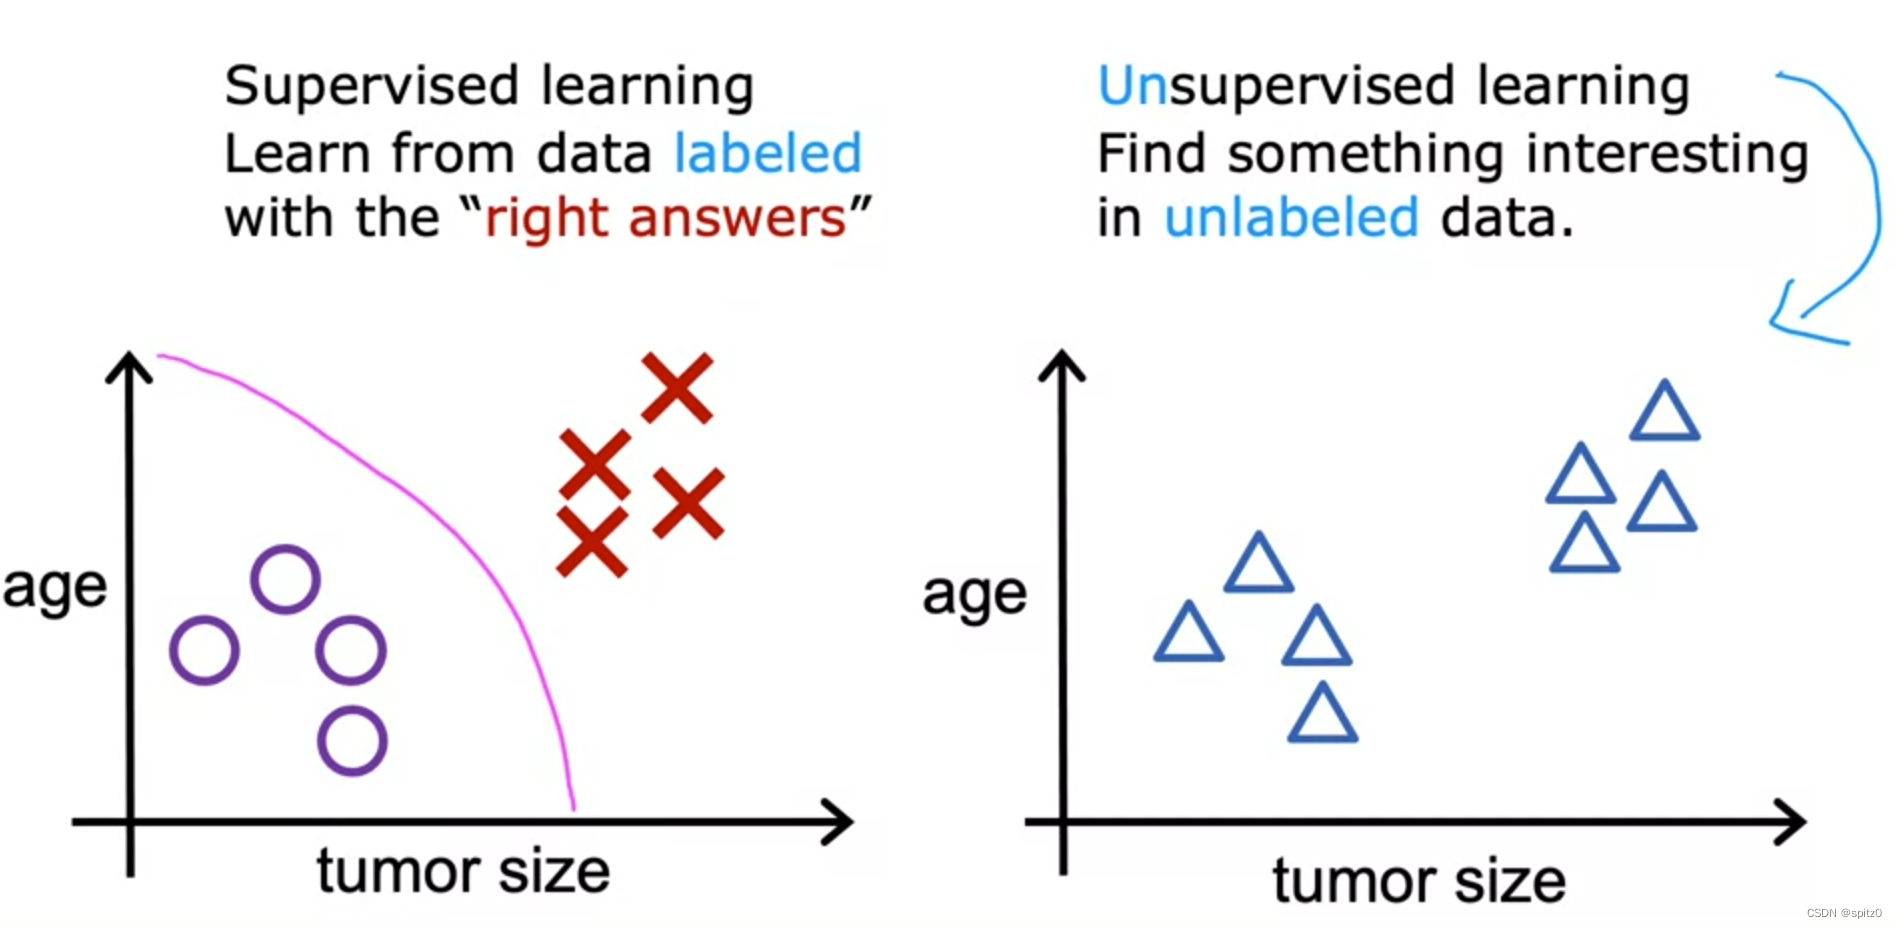 Supervised learning
Learn from data labeled
with the “right answers”
Unsupervised learning
Find something interesting
in unlabeled data.
age
tumor size
age
tumor size
CSDN @spitz0